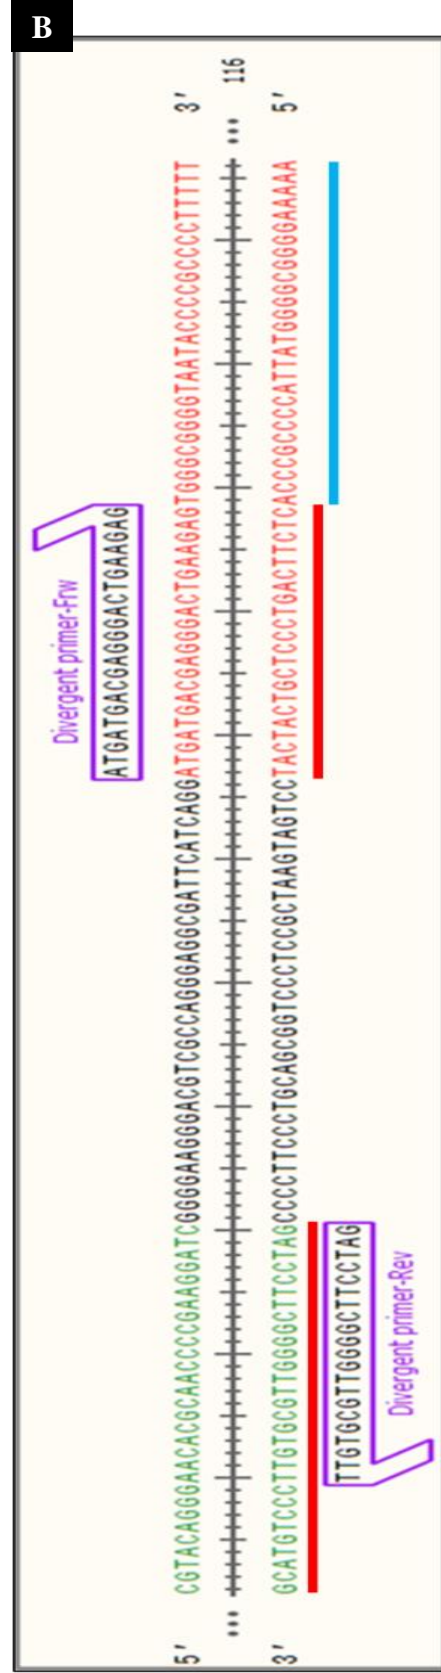 B
Divergent primer-Frw
ATGATGACGAGGGACTGAAGAG
5' CGTACAGGGAACACGCAACCCCGAAGGATCGGGGAAGGGACGTCGCCAGGGAGGCGATTCATCAGGATGATGACGAGGGACTGAAGAGTGGGCGGGGTAATACCCCGCCCCTTTTT 3'
... ... 116
3' GCATGTCCCTTGTGCGTTGGGGCTTCCTAGCCCCTTCCCTGCAGCGGTCCCTCCGCTAAGTAGTCCTACTACTGCTCCCTGACTTCTCACCCGCCCCATTATGGGGCGGGGAAAAA 5'
TTGTGCGTTGGGGCTTCCTAG
Divergent primer-Rev